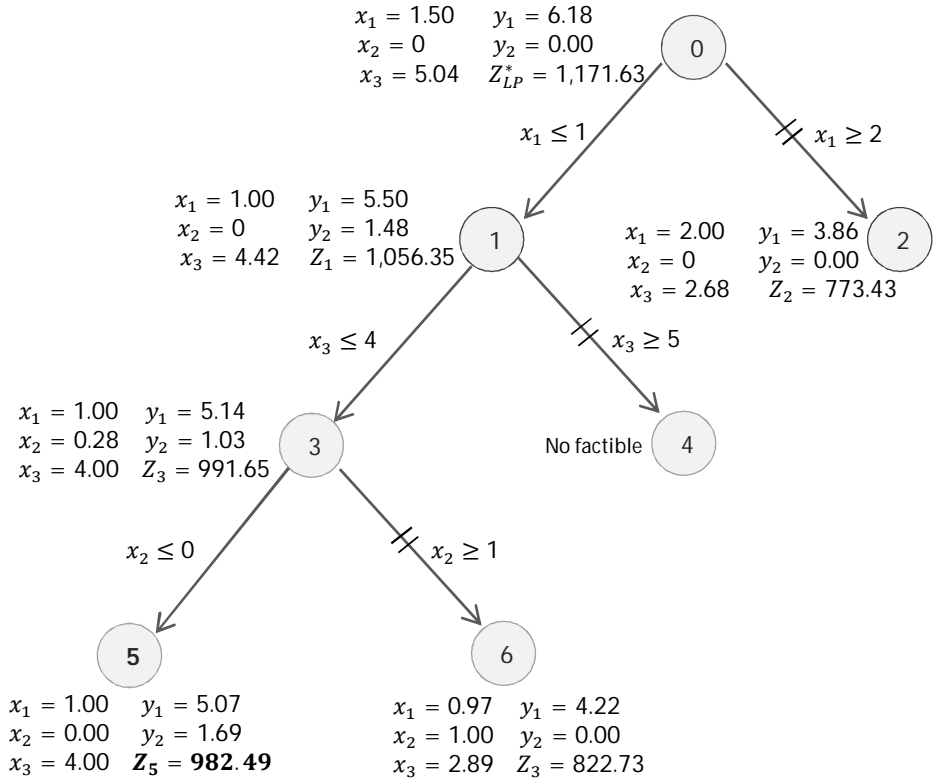 x₁ = 1.50 y₁ = 6.18
x₂ = 0 y₂ = 0.00
x₃ = 5.04 Z*LP = 1,171.63
0
x₁ ≤ 1
x₁ ≥ 2
x₁ = 1.00 y₁ = 5.50
x₂ = 0 y₂ = 1.48
x₃ = 4.42 Z₁ = 1,056.35
1
x₁ = 2.00 y₁ = 3.86
x₂ = 0 y₂ = 0.00
x₃ = 2.68 Z₂ = 773.43
2
x₃ ≤ 4
x₃ ≥ 5
x₁ = 1.00 y₁ = 5.14
x₂ = 0.28 y₂ = 1.03
x₃ = 4.00 Z₃ = 991.65
3
No factible
4
x₂ ≤ 0
x₂ ≥ 1
5
6
x₁ = 1.00 y₁ = 5.07
x₂ = 0.00 y₂ = 1.69
x₃ = 4.00 Z₅ = 982.49
x₁ = 0.97 y₁ = 4.22
x₂ = 1.00 y₂ = 0.00
x₃ = 2.89 Z₃ = 822.73